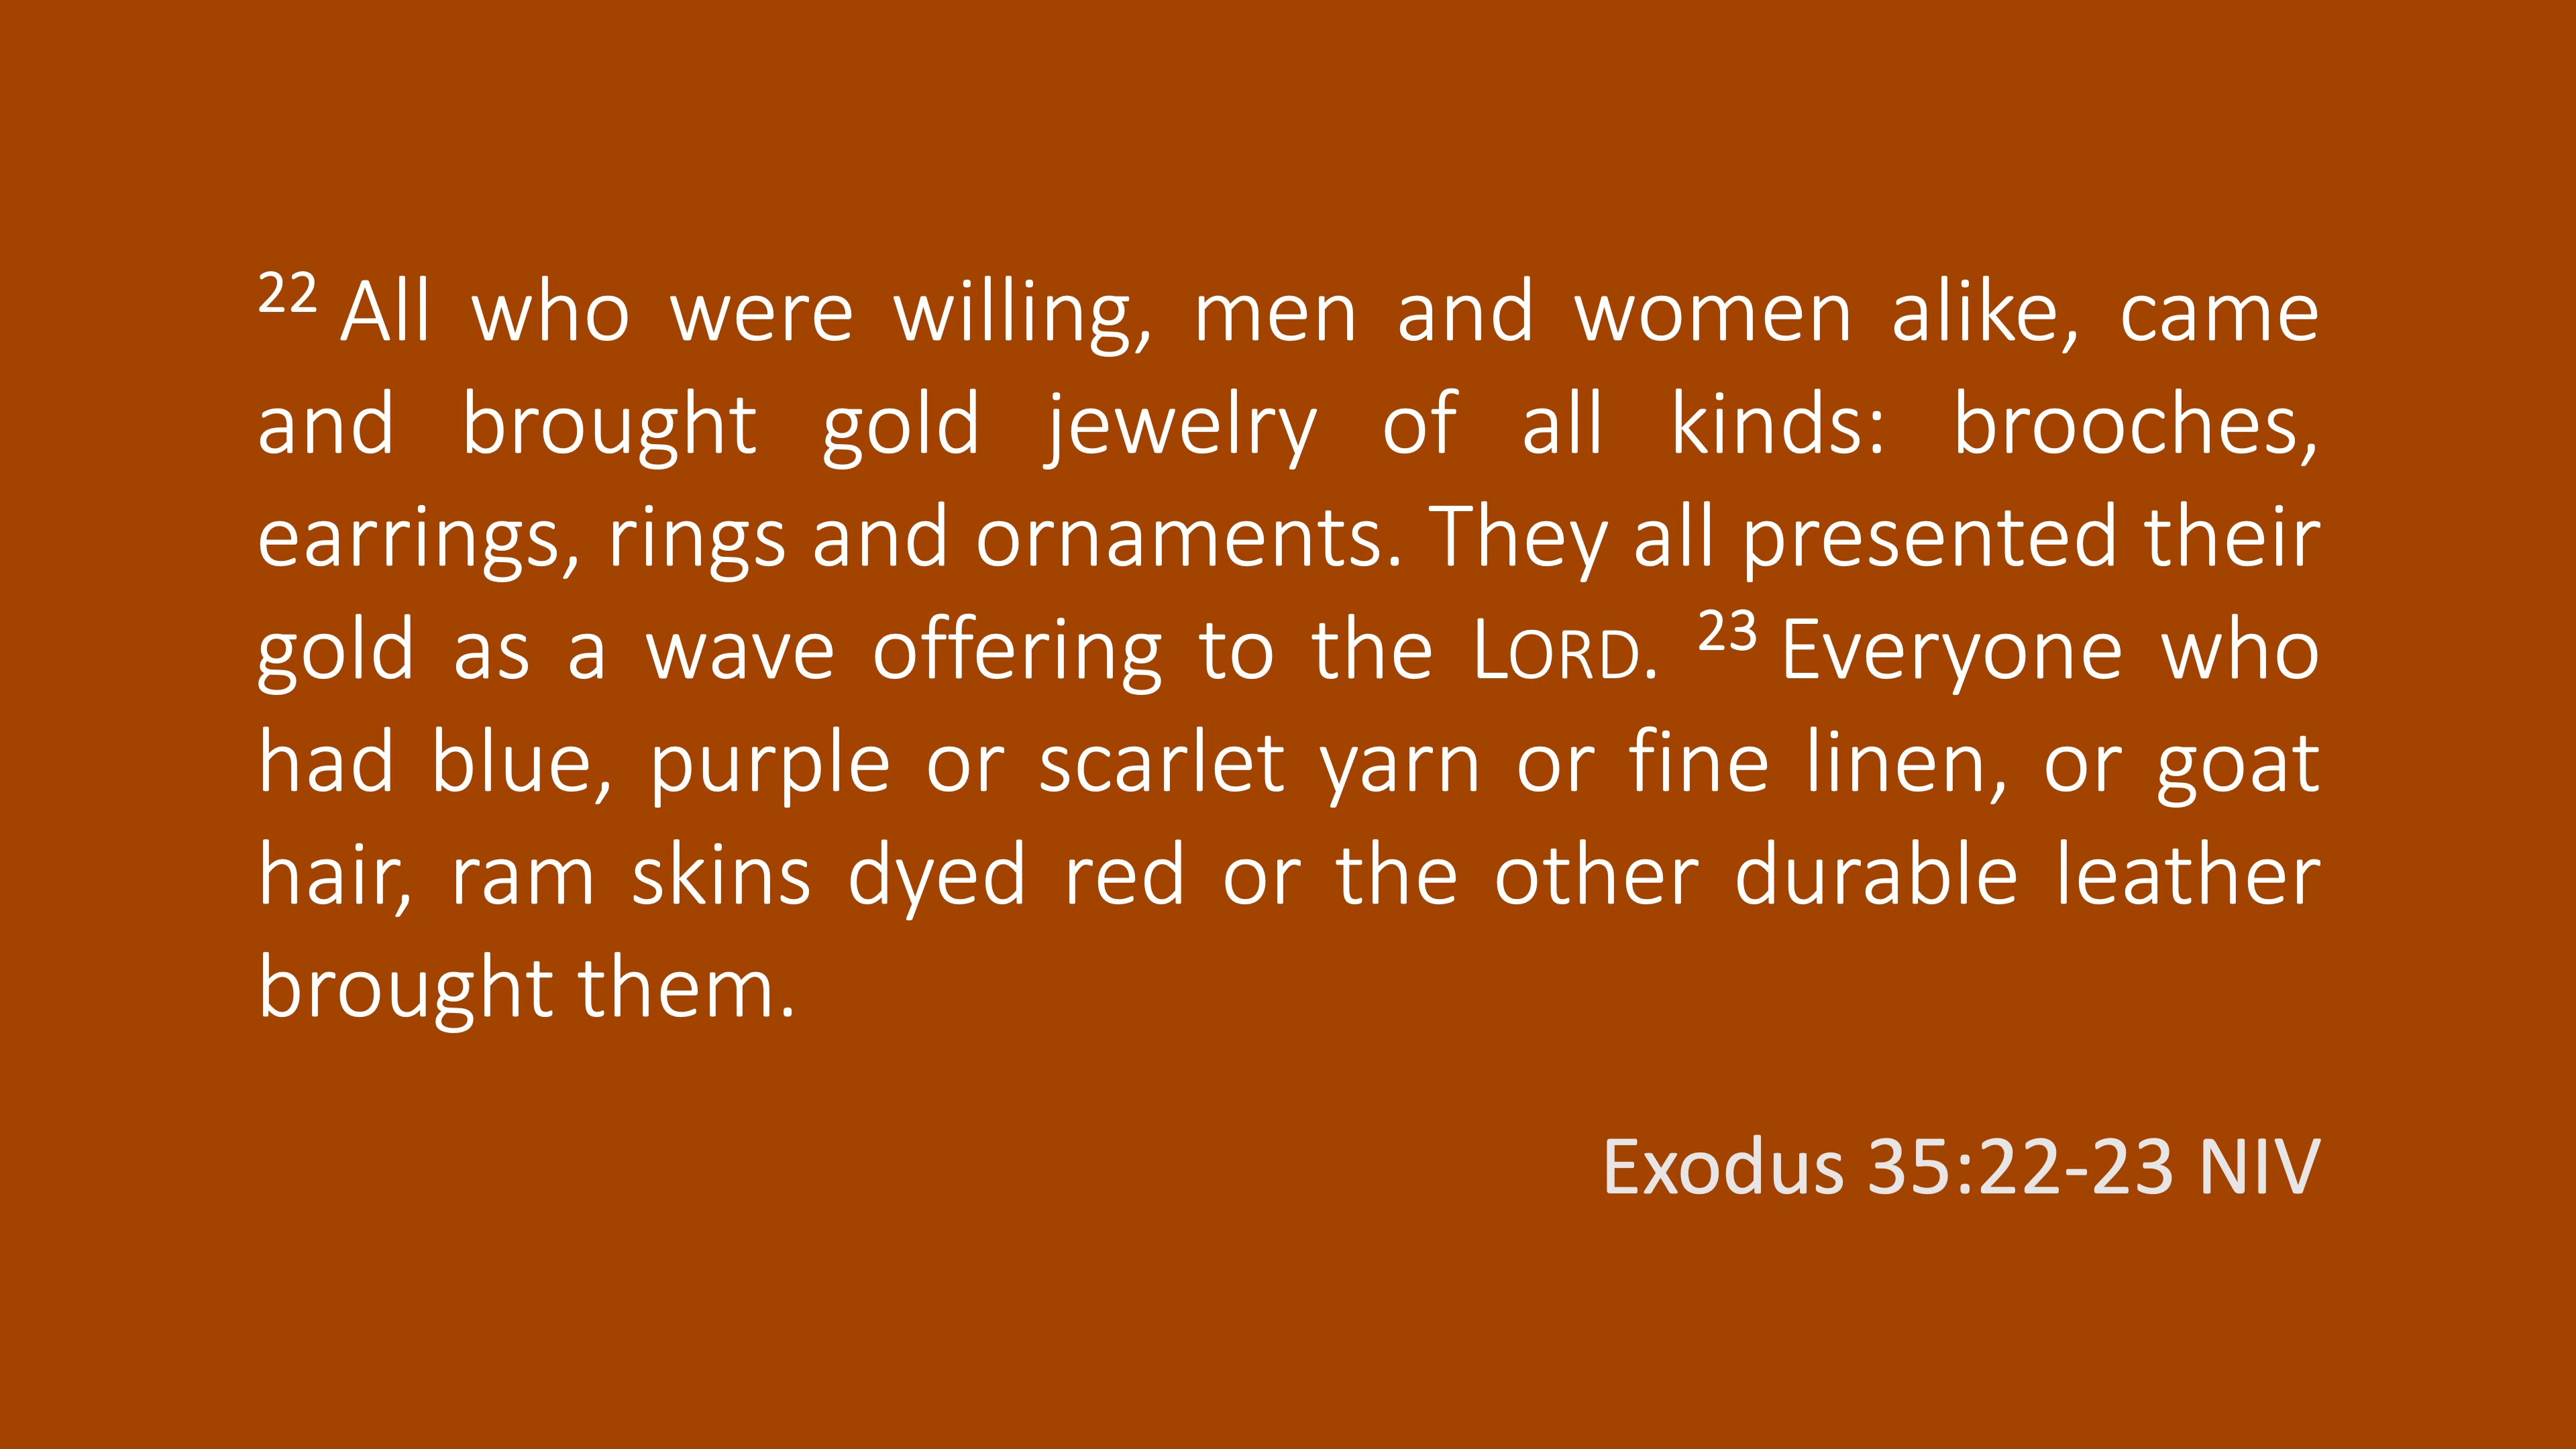 22 All who were willing, men and women alike, came
and brought gold jewelry of all kinds: brooches,
earrings, rings and ornaments. They all presented their
gold as a wave offering to the LORD. 23 Everyone who
had blue, purple or scarlet yarn or fine linen, or goat
hair, ram skins dyed red or the other durable leather
brought them.
Exodus 35:22-23 NIV